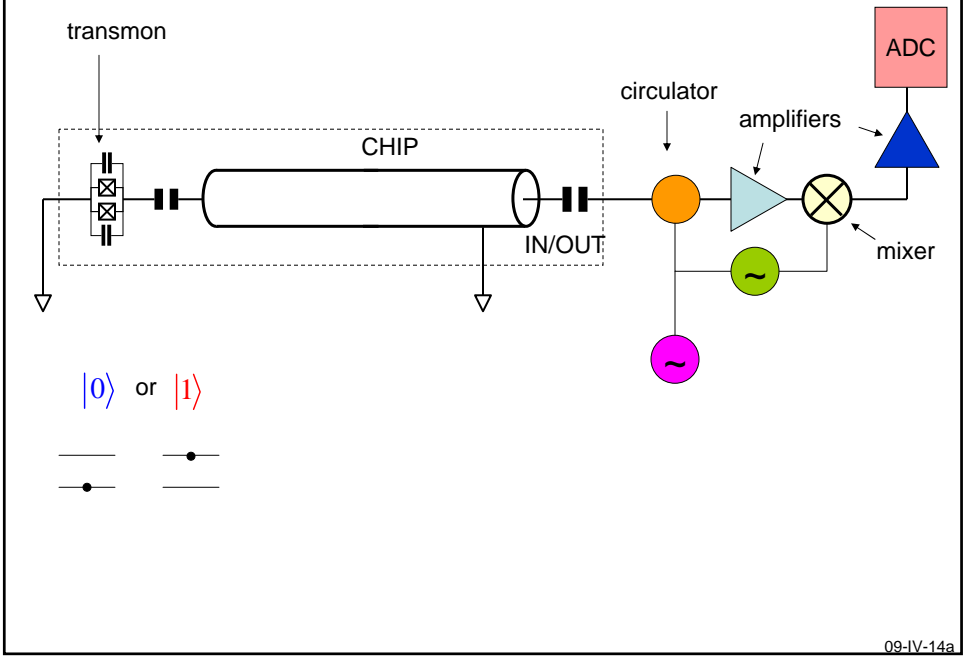 transmon
ADC
circulator
amplifiers
CHIP
IN/OUT
mixer
~
~
|0⟩ or |1⟩
09-IV-14a